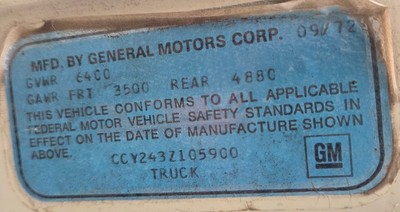 MFD. BY GENERAL MOTORS CORP. 09/72
GVWR 6400
GAWR FRT 3500 REAR 4880
THIS VEHICLE CONFORMS TO ALL APPLICABLE
FEDERAL MOTOR VEHICLE SAFETY STANDARDS IN
EFFECT ON THE DATE OF MANUFACTURE SHOWN
ABOVE.
CCY243Z105900
TRUCK
GM